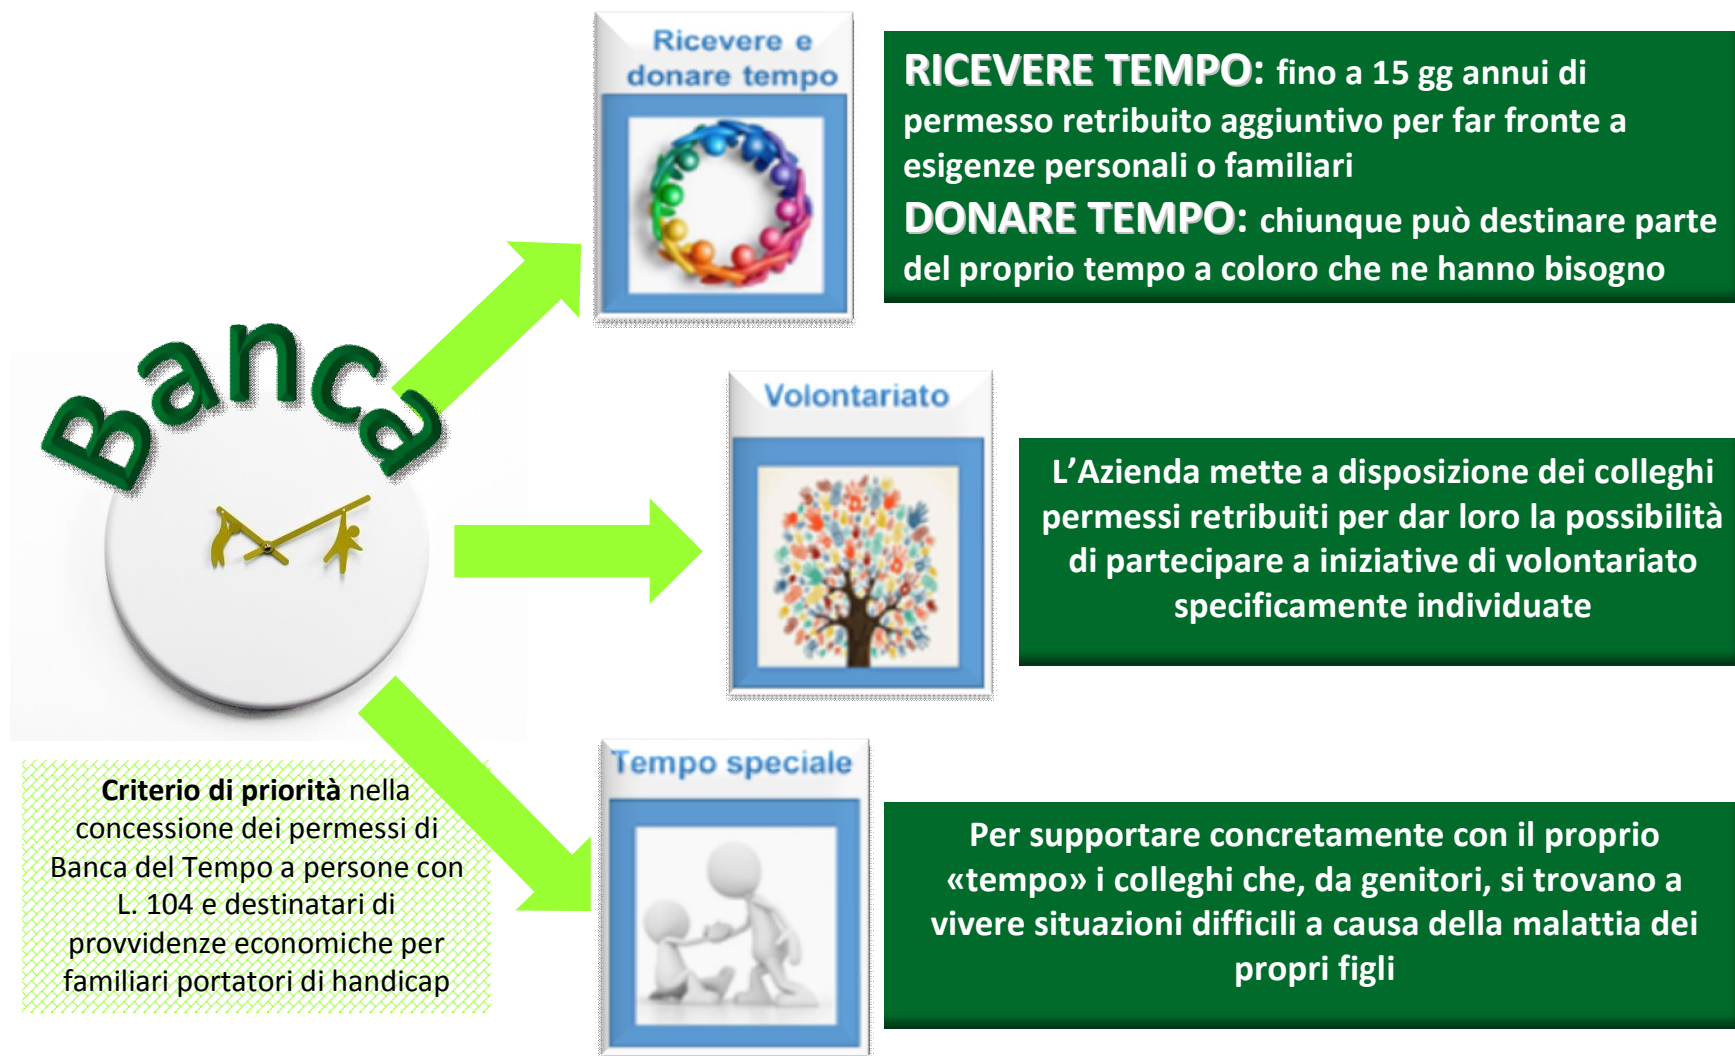 Banca
Criterio di priorità nella
concessione dei permessi di
Banca del Tempo a persone con
L. 104 e destinatari di
provvidenze economiche per
familiari portatori di handicap
Ricevere e
donare tempo
RICEVERE TEMPO: fino a 15 gg annui di
permesso retribuito aggiuntivo per far fronte a
esigenze personali o familiari
DONARE TEMPO: chiunque può destinare parte
del proprio tempo a coloro che ne hanno bisogno
Volontariato
L’Azienda mette a disposizione dei colleghi
permessi retribuiti per dar loro la possibilità
di partecipare a iniziative di volontariato
specificamente individuate
Tempo speciale
Per supportare concretamente con il proprio
«tempo» i colleghi che, da genitori, si trovano a
vivere situazioni difficili a causa della malattia dei
propri figli